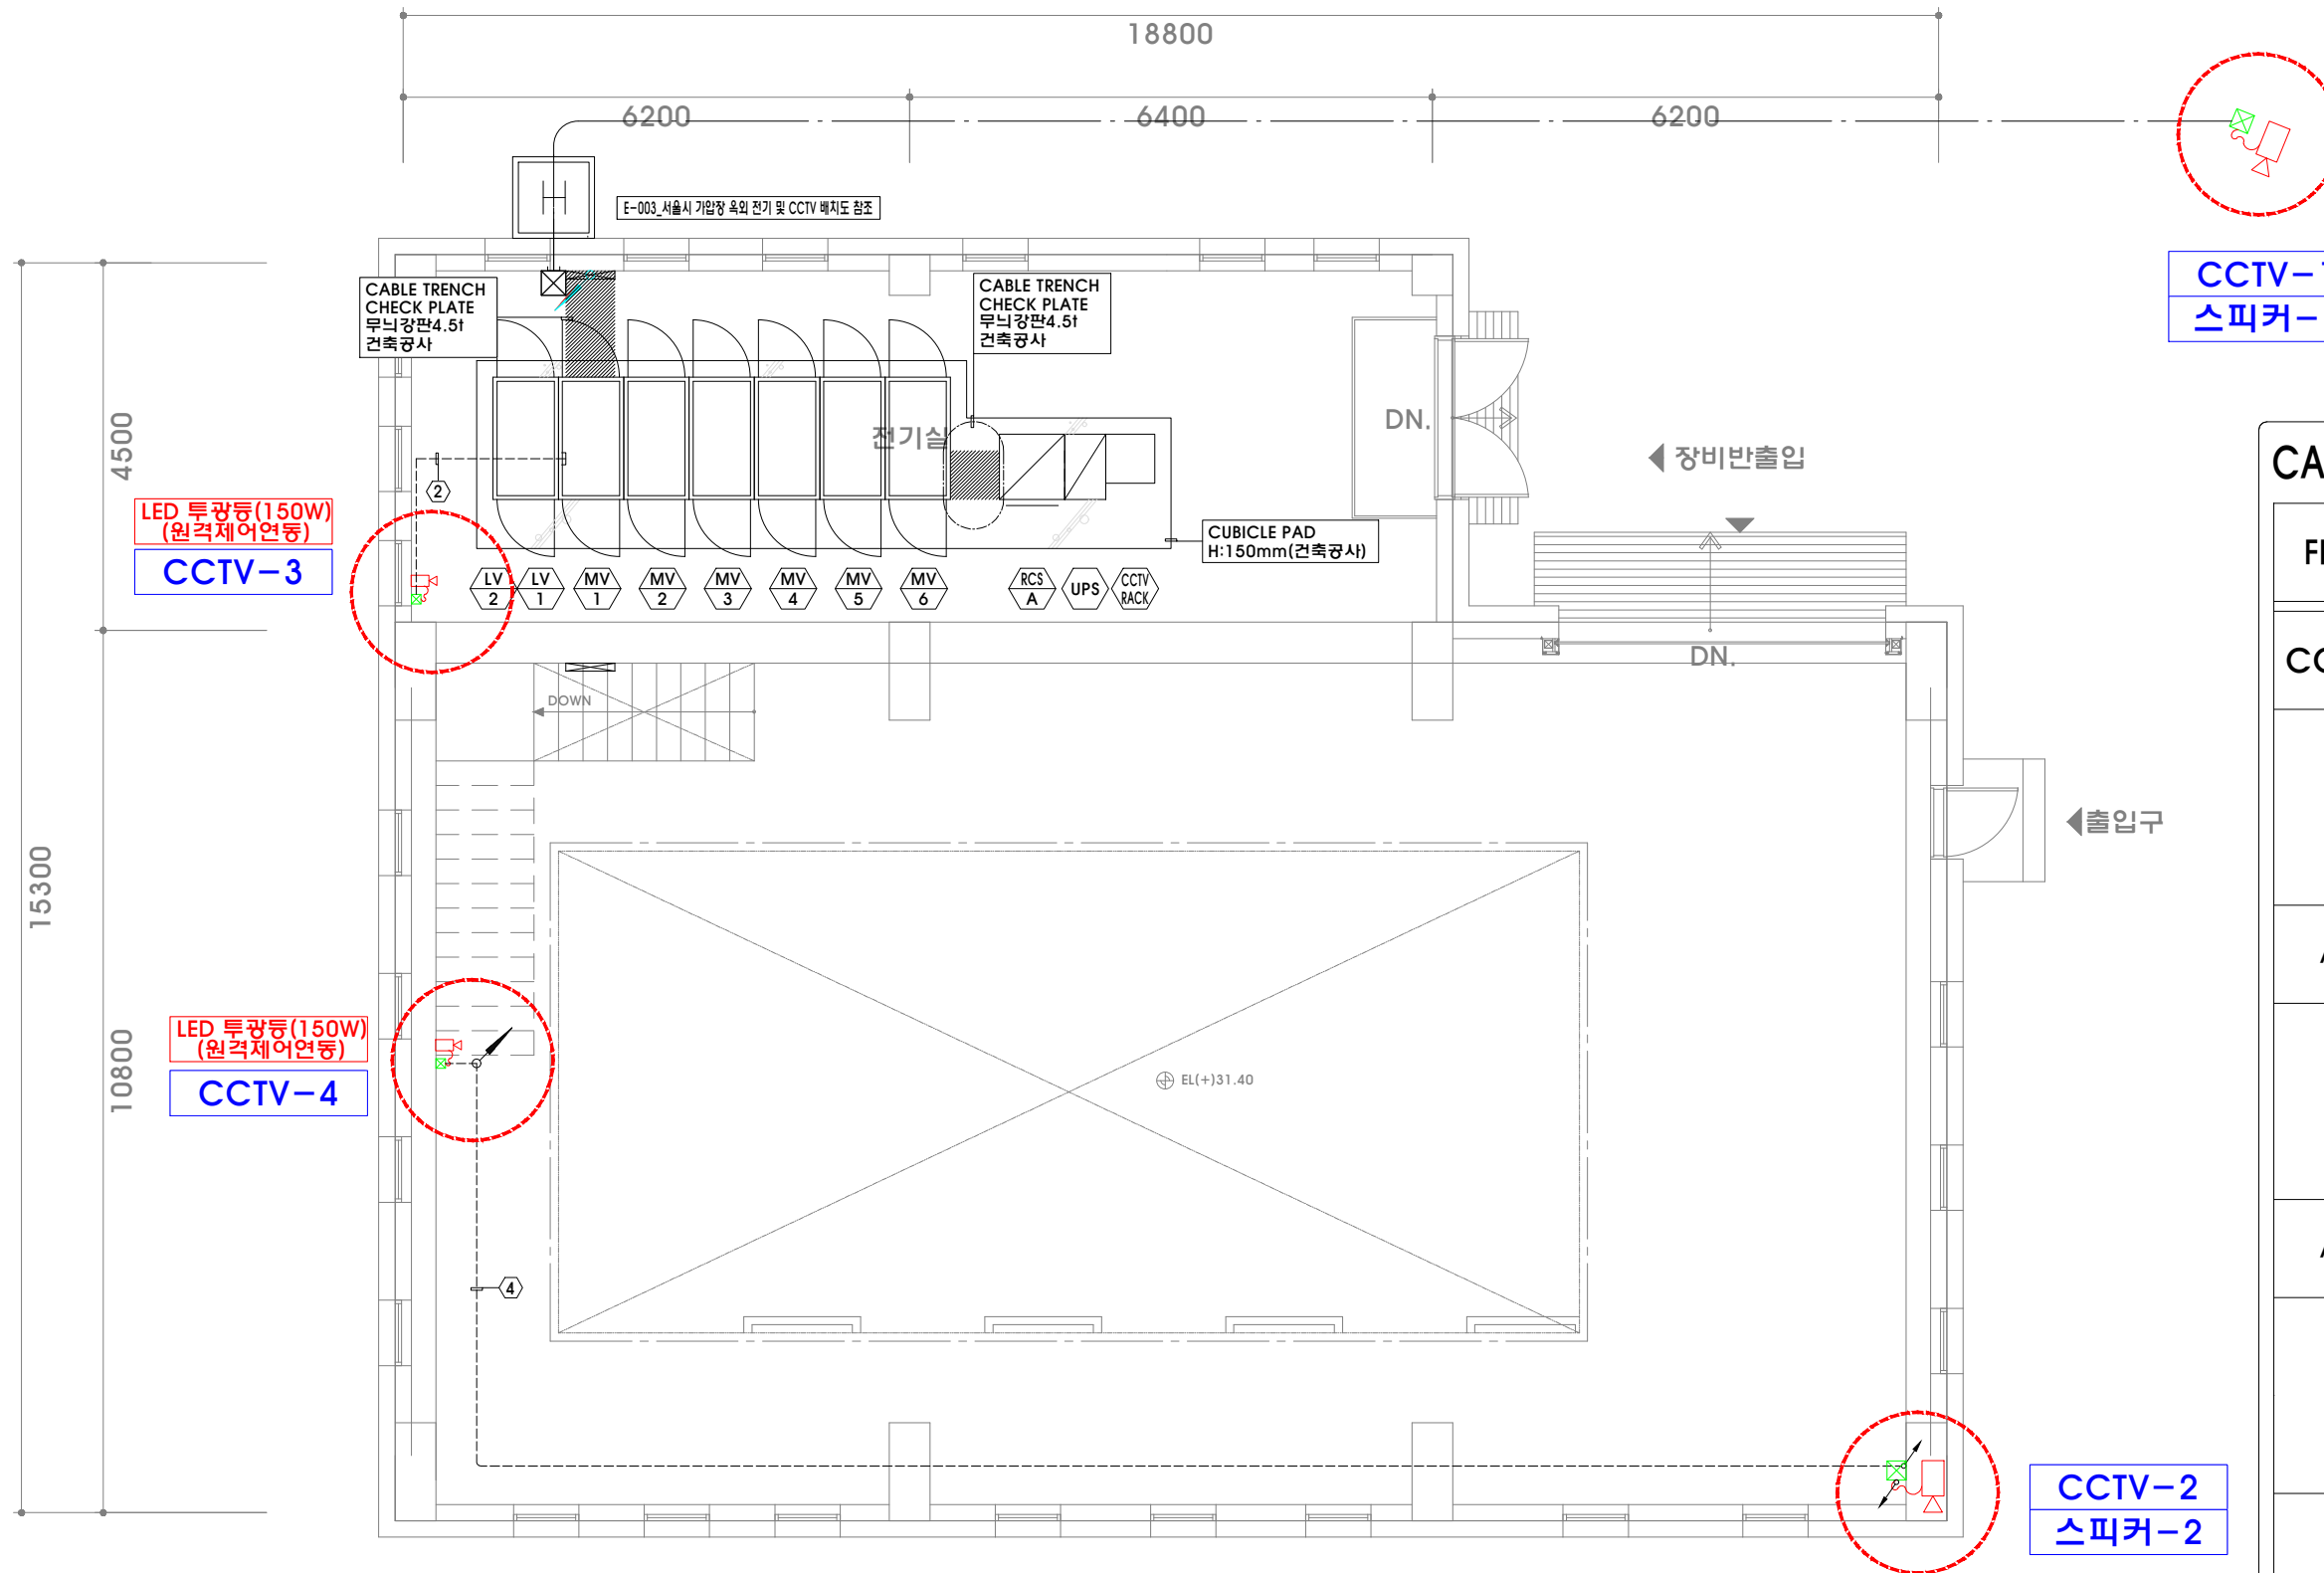 18800
6200
6400
6200
H
E-003_서울시 가압장 옥외 전기 및 CCTV 배치도 참조
CCTV-1
스피커-
CABLE TRENCH
CHECK PLATE
무늬강판4.5t
건축공사
CABLE TRENCH
CHECK PLATE
무늬강판4.5t
건축공사
4500
전기실
DN.
장비반출입
2
LED 투광등(150W)
(원격제어연동)
CCTV-3
CUBICLE PAD
H:150mm(건축공사)
LV
2
LV
1
MV
1
MV
2
MV
3
MV
4
MV
5
MV
6
RCS
A
UPS
CCTV
RACK
DN.
DOWN
출입구
15300
10800
LED 투광등(150W)
(원격제어연동)
CCTV-4
EL(+)31.40
4
CCTV-2
스피커-2
CA